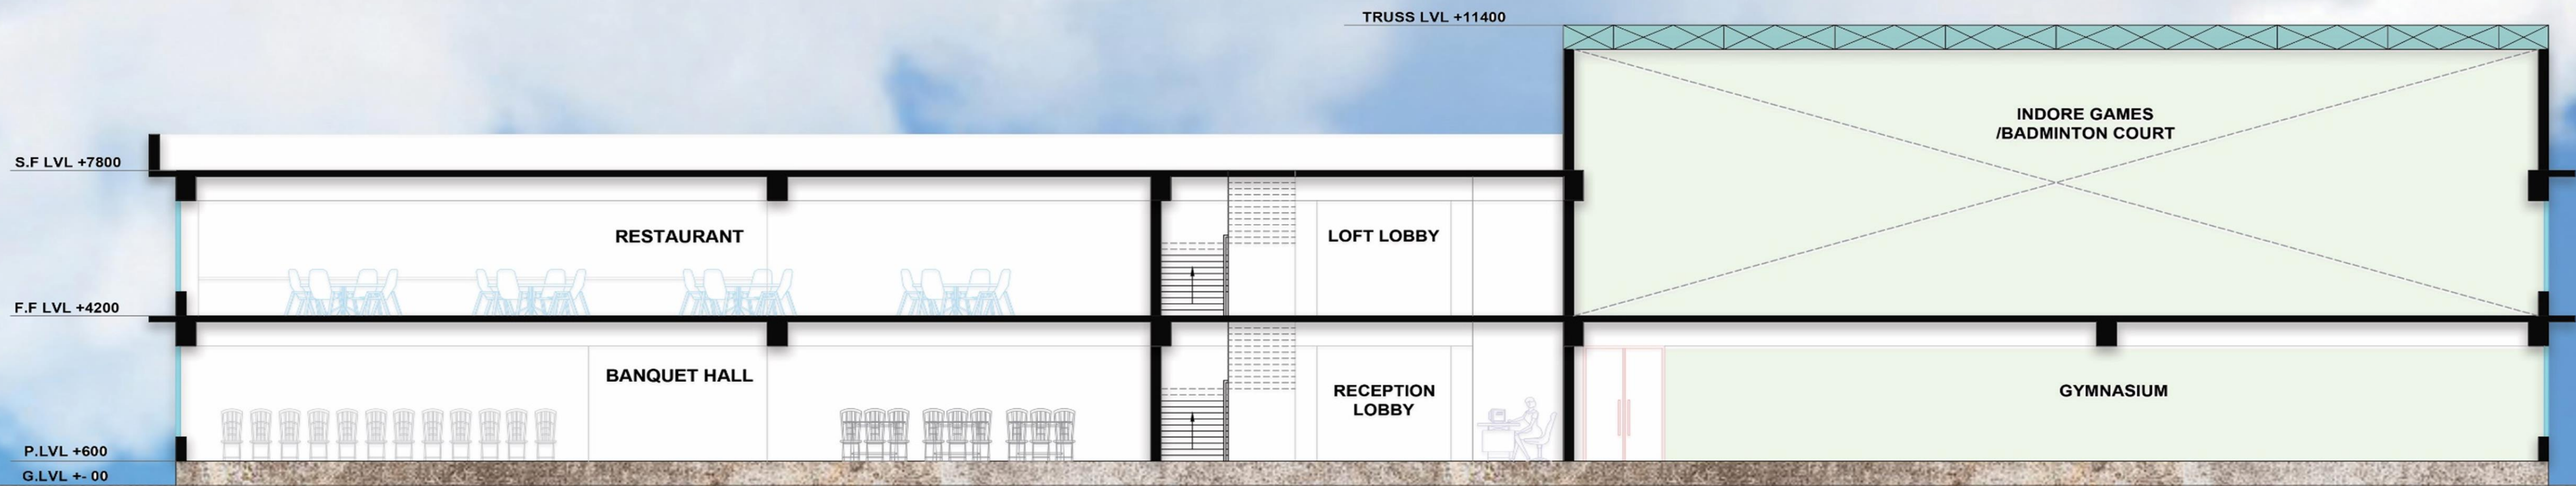 TRUSS LVL +11400
INDORE GAMES
/BADMINTON COURT
S.F LVL +7800
RESTAURANT
LOFT LOBBY
F.F LVL +4200
BANQUET HALL
RECEPTION
LOBBY
GYMNASIUM
P.LVL +600
G.LVL +- 00